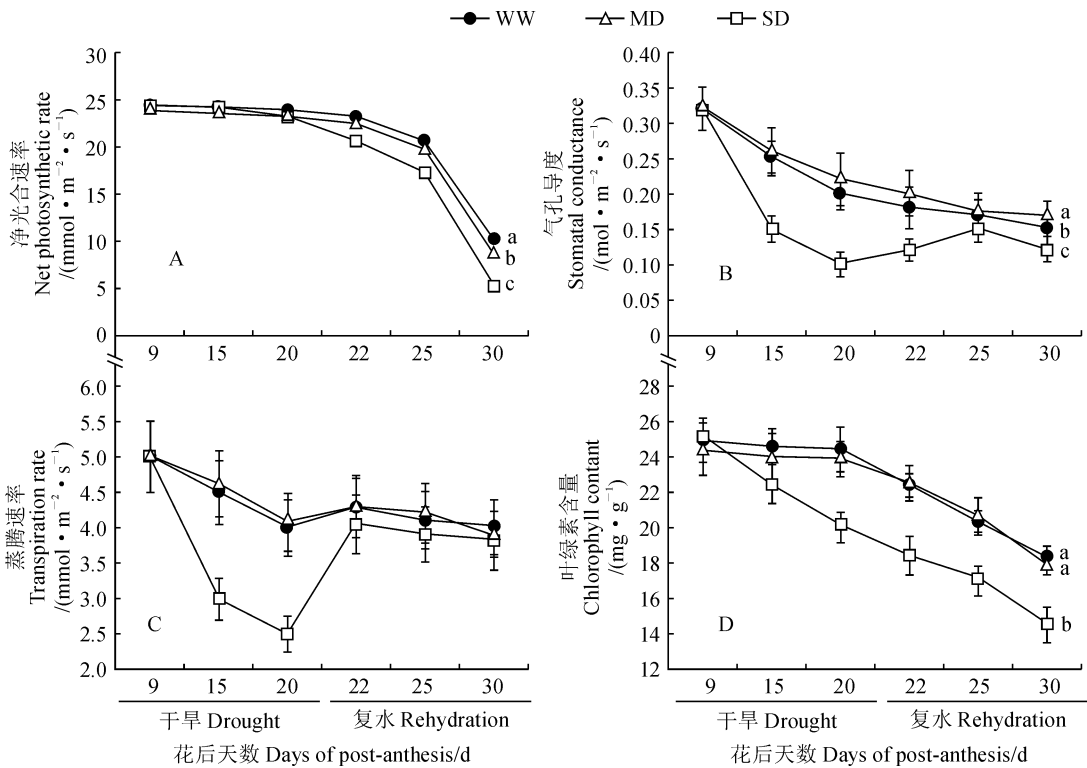 WW MD SD
净光合速率
Net photosynthetic rate
/(mmol·m⁻²·s⁻¹)
30
25
20
15
10
5
0
A
a
b
c
9 15 20 22 25 30
气孔导度
Stomatal conductance
/(mol·m⁻²·s⁻¹)
0.40
0.35
0.30
0.25
0.20
0.15
0.10
0.05
0
B
a
b
c
9 15 20 22 25 30
蒸腾速率
Transpiration rate
/(mmol·m⁻²·s⁻¹)
6.0
5.5
5.0
4.5
4.0
3.5
3.0
2.5
2.0
C
9 15 20 22 25 30
干旱 Drought 复水 Rehydration
花后天数 Days of post-anthesis/d
叶绿素含量
Chlorophyll contant
/(mg·g⁻¹)
28
26
24
22
20
18
16
14
12
D
a
a
b
9 15 20 22 25 30
干旱 Drought 复水 Rehydration
花后天数 Days of post-anthesis/d